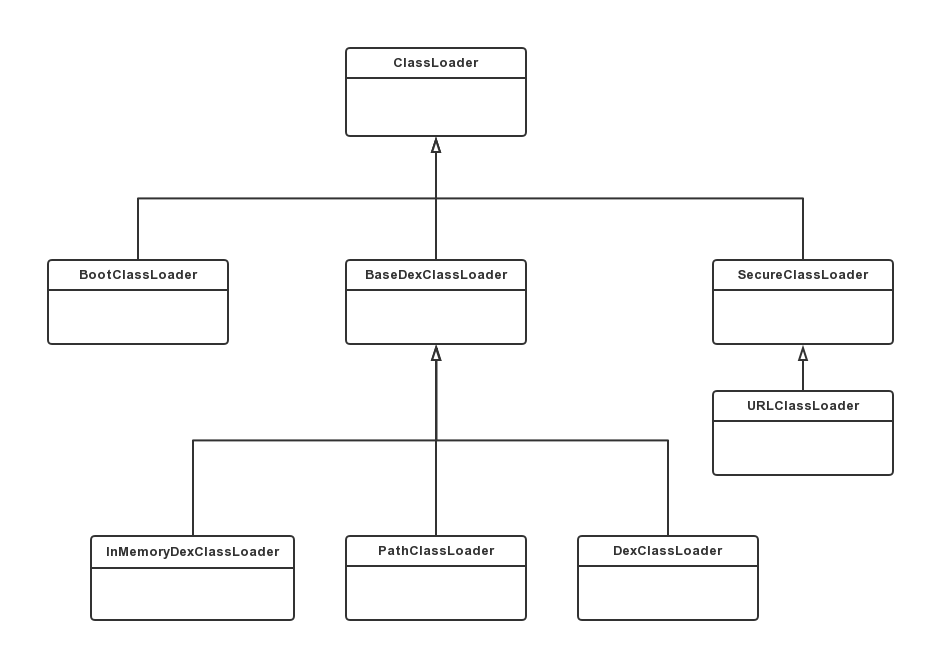 ClassLoader
BootClassLoader
BaseDexClassLoader
SecureClassLoader
URLClassLoader
InMemoryDexClassLoader
PathClassLoader
DexClassLoader